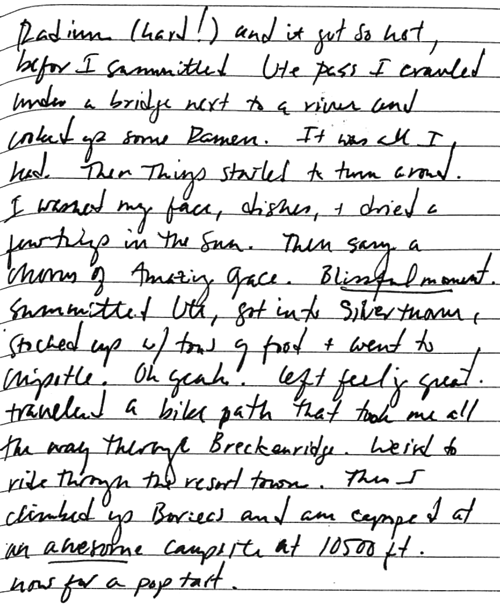 Radium (hard!) and it got so hot,
befor I summitted Ute pass I crawled
under a bridge next to a river and
cooked up some Ramen. It was all I
had. Then Things started to turn around.
I washed my face, dishes, + dried a
few things in the sun. Then sang a
chorus of Amazing Grace. Blissful moment.
Summitted Ute, got into Silverthorn,
stocked up w/ tons of food + went to
chipotle. Oh yeah. Left feeling great.
traveled a bike path that took me all
the way through Breckenridge. Weird to
ride through the resort town. Then I
climbed up Boreas and am camped at
an awesome campsite at 10500 ft.
now for a pop tart.